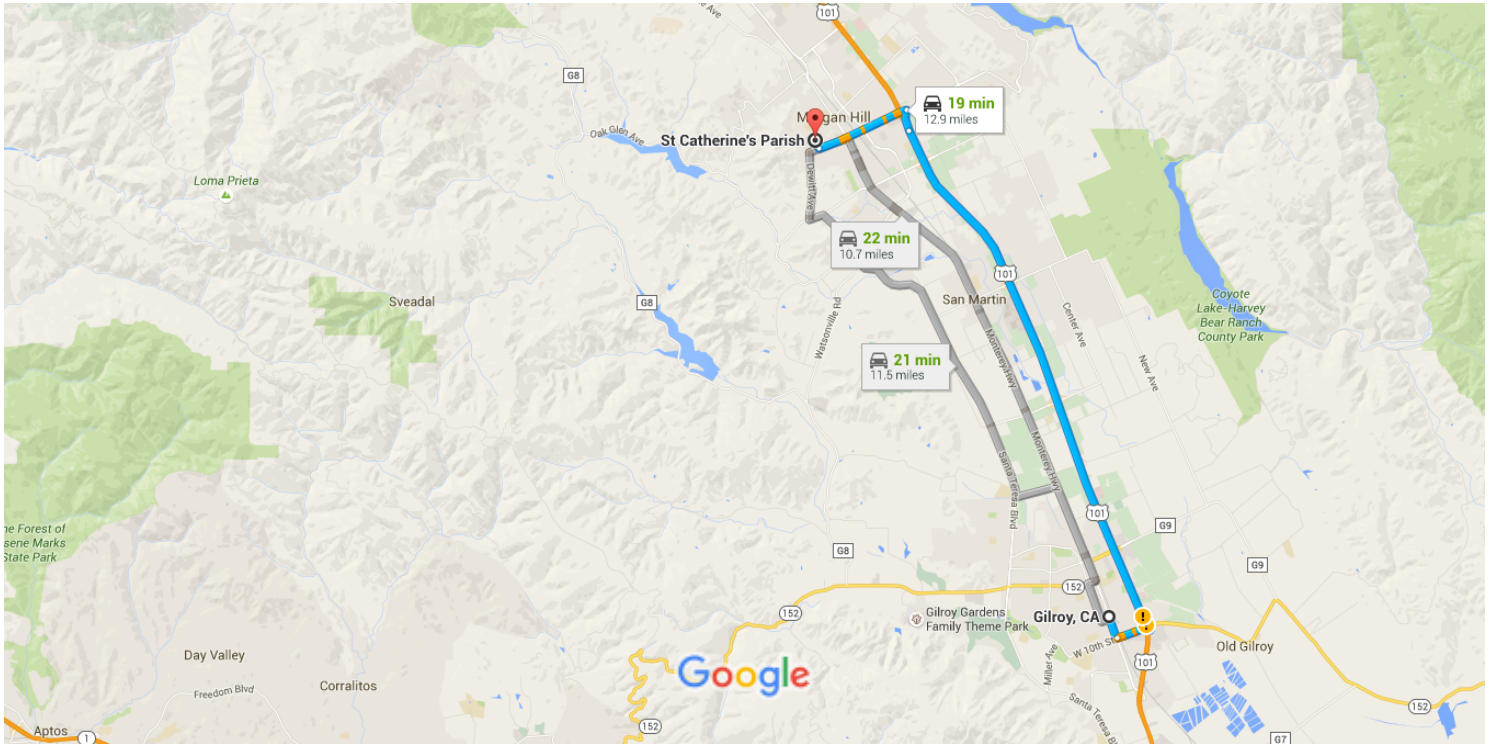 101
G8
19 min
12.9 miles
Morgan Hill
Oak Glen Ave
St Catherine's Parish
Loma Prieta
Dewitt Ave
22 min
10.7 miles
101
Coyote
Lake-Harvey
Bear Ranch
County Park
Sveadal
G8
San Martin
Center Ave
Watsonville Rd
Monterey Hwy
21 min
11.5 miles
New Ave
Monterey Hwy
Santa Teresa Blvd
101
G9
ne Forest of
sene Marks
State Park
G8
G9
152
152
Gilroy Gardens
Family Theme Park
Gilroy, CA
!
W 10th St
Old Gilroy
Day Valley
Miller Ave
101
Google
Freedom Blvd
Corralitos
Santa Teresa
152
152
Aptos
1
G7